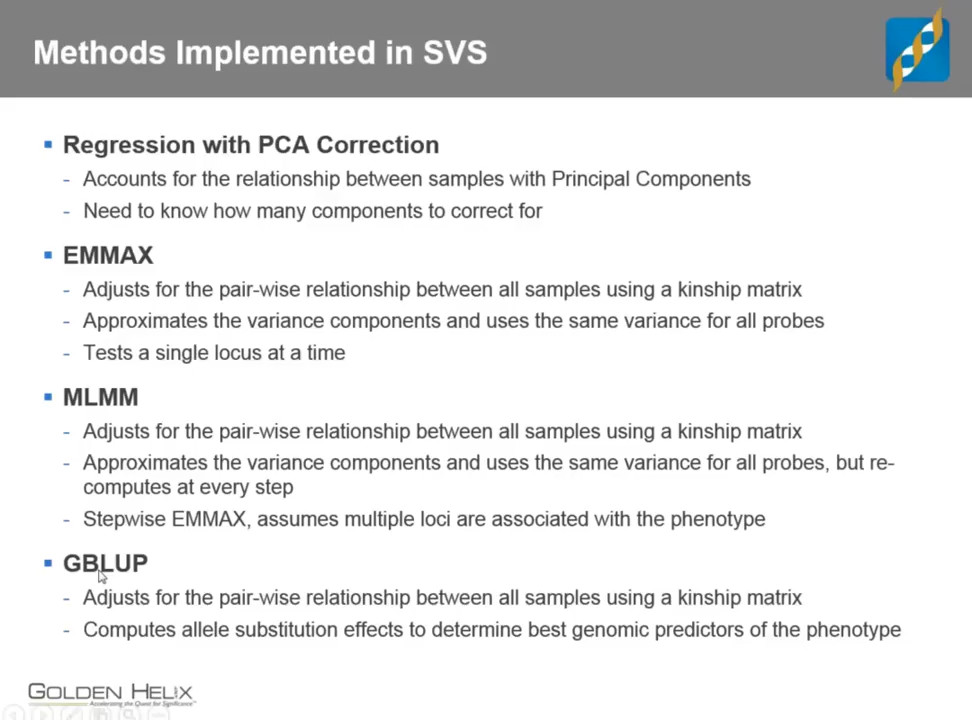 Methods Implemented in SVS
▪ Regression with PCA Correction
- Accounts for the relationship between samples with Principal Components
- Need to know how many components to correct for
▪ EMMAX
- Adjusts for the pair-wise relationship between all samples using a kinship matrix
- Approximates the variance components and uses the same variance for all probes
- Tests a single locus at a time
▪ MLMM
- Adjusts for the pair-wise relationship between all samples using a kinship matrix
- Approximates the variance components and uses the same variance for all probes, but re-
computes at every step
- Stepwise EMMAX, assumes multiple loci are associated with the phenotype
▪ GBLUP
- Adjusts for the pair-wise relationship between all samples using a kinship matrix
- Computes allele substitution effects to determine best genomic predictors of the phenotype
GOLDEN HELIX
Accelerating the Quest for Significance™